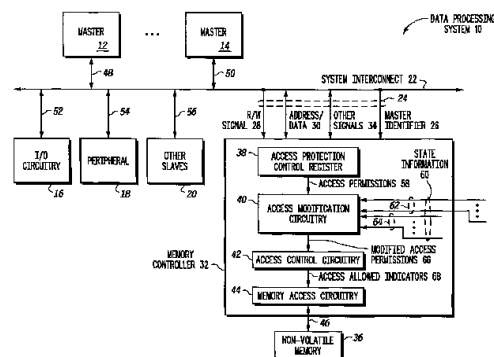 DATA PROCESSING
SYSTEM 10
MASTER
12
...
MASTER
14
48
50
SYSTEM INTERCONNECT 22
24
52
54
56
R/W
SIGNAL 28
ADDRESS/
DATA 30
OTHER
SIGNALS 34
MASTER
IDENTIFIER 26
I/O
CIRCUITRY
16
PERIPHERAL
18
OTHER
SLAVES
20
38
ACCESS PROTECTION
CONTROL REGISTER
STATE
INFORMATION
60
ACCESS PERMISSIONS 58
40
ACCESS MODIFICATION
CIRCUITRY
62
64
MEMORY
CONTROLLER 32
42
ACCESS CONTROL CIRCUITRY
MODIFIED ACCESS
PERMISSIONS 66
ACCESS ALLOWED INDICATORS 68
44
MEMORY ACCESS CIRCUITRY
46
NON-VOLATILE
MEMORY
36